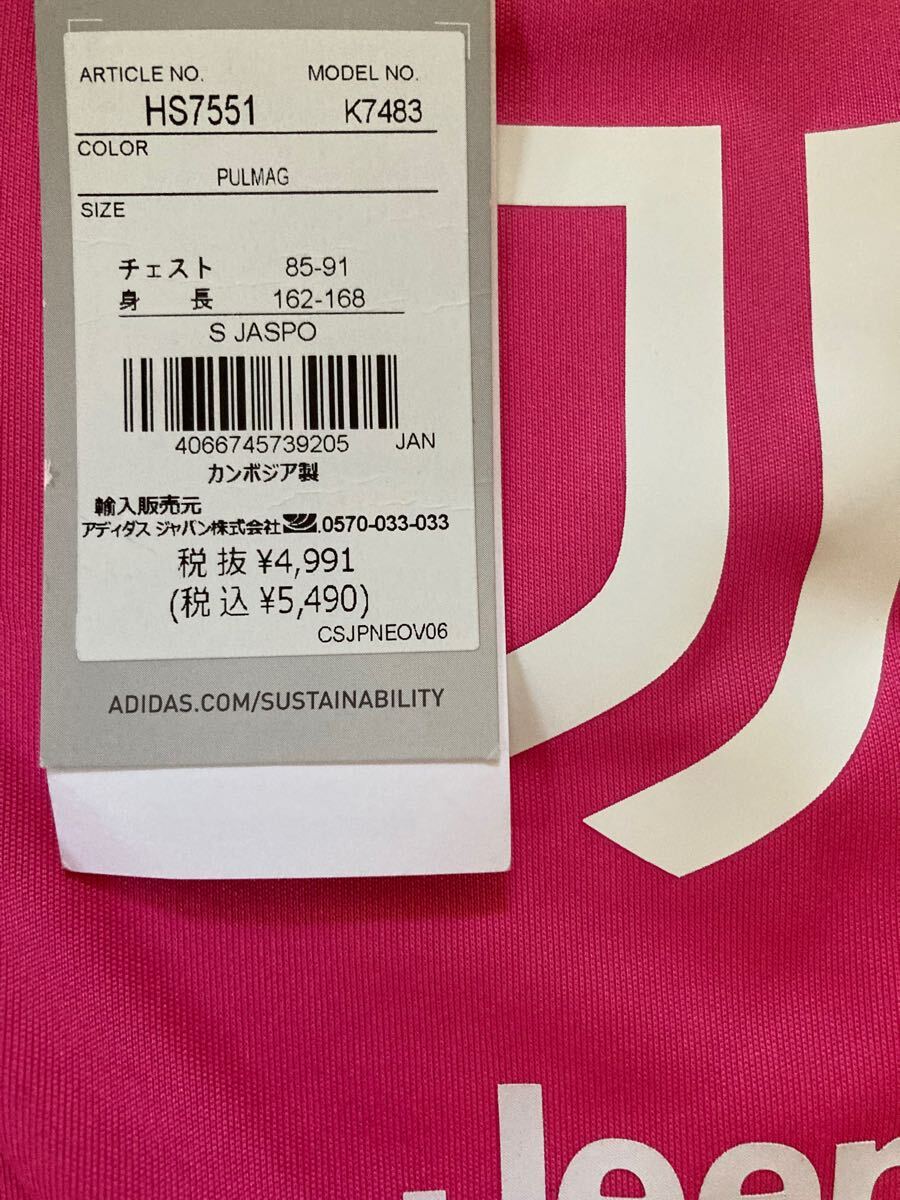 ARTICLE NO. MODEL NO.
HS7551 K7483
COLOR
PULMAG
SIZE
チェスト 85-91
身 長 162-168
S JASPO
4066745739205 JAN
カンボジア製
輸入販売元
アディダス ジャパン株式会社 .0570-033-033
税抜 ¥4,991
(税込 ¥5,490)
CSJPNEOV06
ADIDAS.COM/SUSTAINABILITY
Jeep